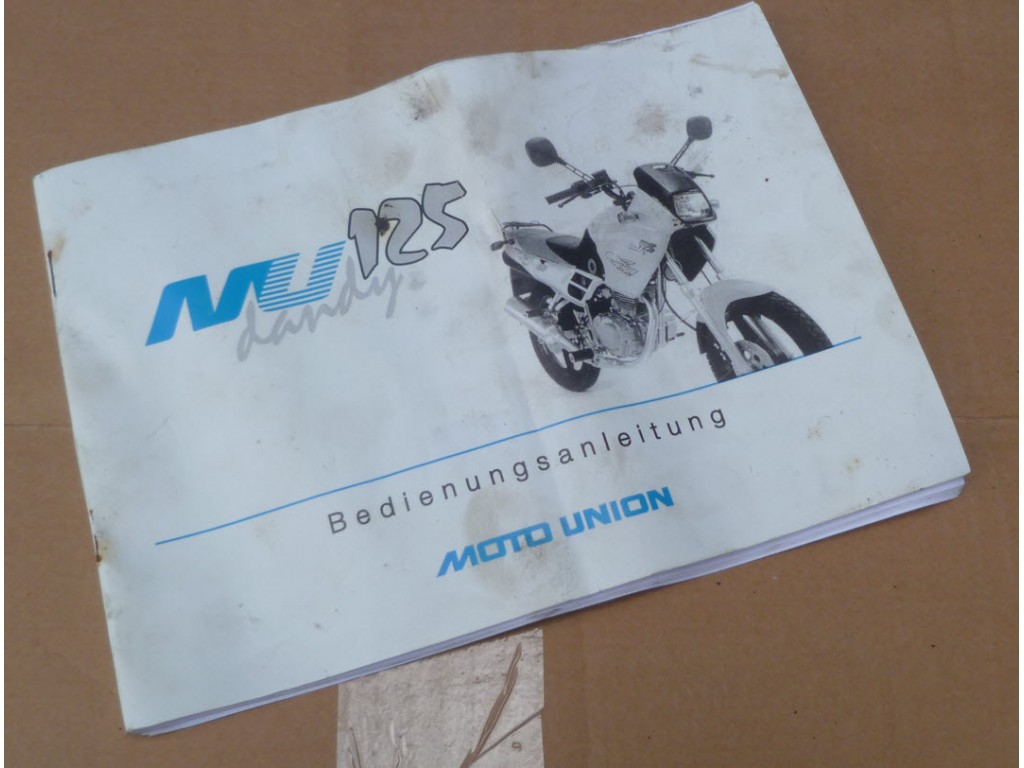 MU 125
dandy
Bedienungsanleitung
MOTO UNION